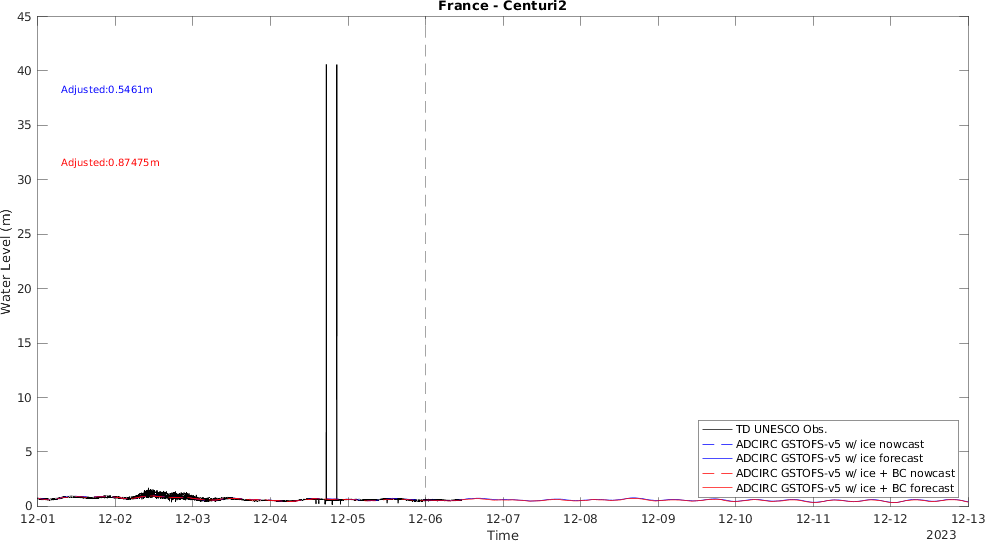 France - Centuri2
45
40
35
30
25
20
15
10
5
0
Water Level (m)
Adjusted:0.5461m
Adjusted:0.87475m
TD UNESCO Obs.
ADCIRC GSTOFS-v5 w/ ice nowcast
ADCIRC GSTOFS-v5 w/ ice forecast
ADCIRC GSTOFS-v5 w/ ice + BC nowcast
ADCIRC GSTOFS-v5 w/ ice + BC forecast
12-01 12-02 12-03 12-04 12-05 12-06 12-07 12-08 12-09 12-10 12-11 12-12 12-13
Time
2023